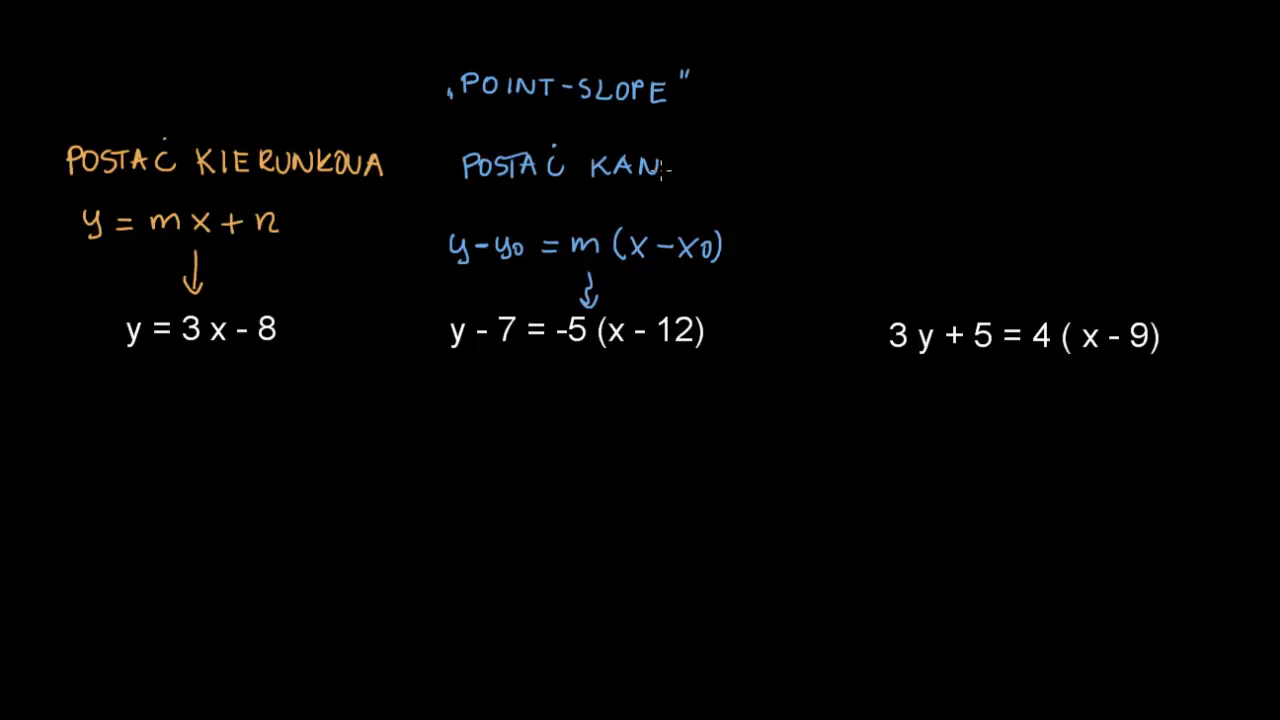 „POINT-SLOPE"
POSTAĆ KIERUNKOWA
POSTAĆ KAN
y = mx+n
y-y0 = m (x-x0)
y = 3 x - 8
y - 7 = -5 (x - 12)
3 y + 5 = 4 ( x - 9)